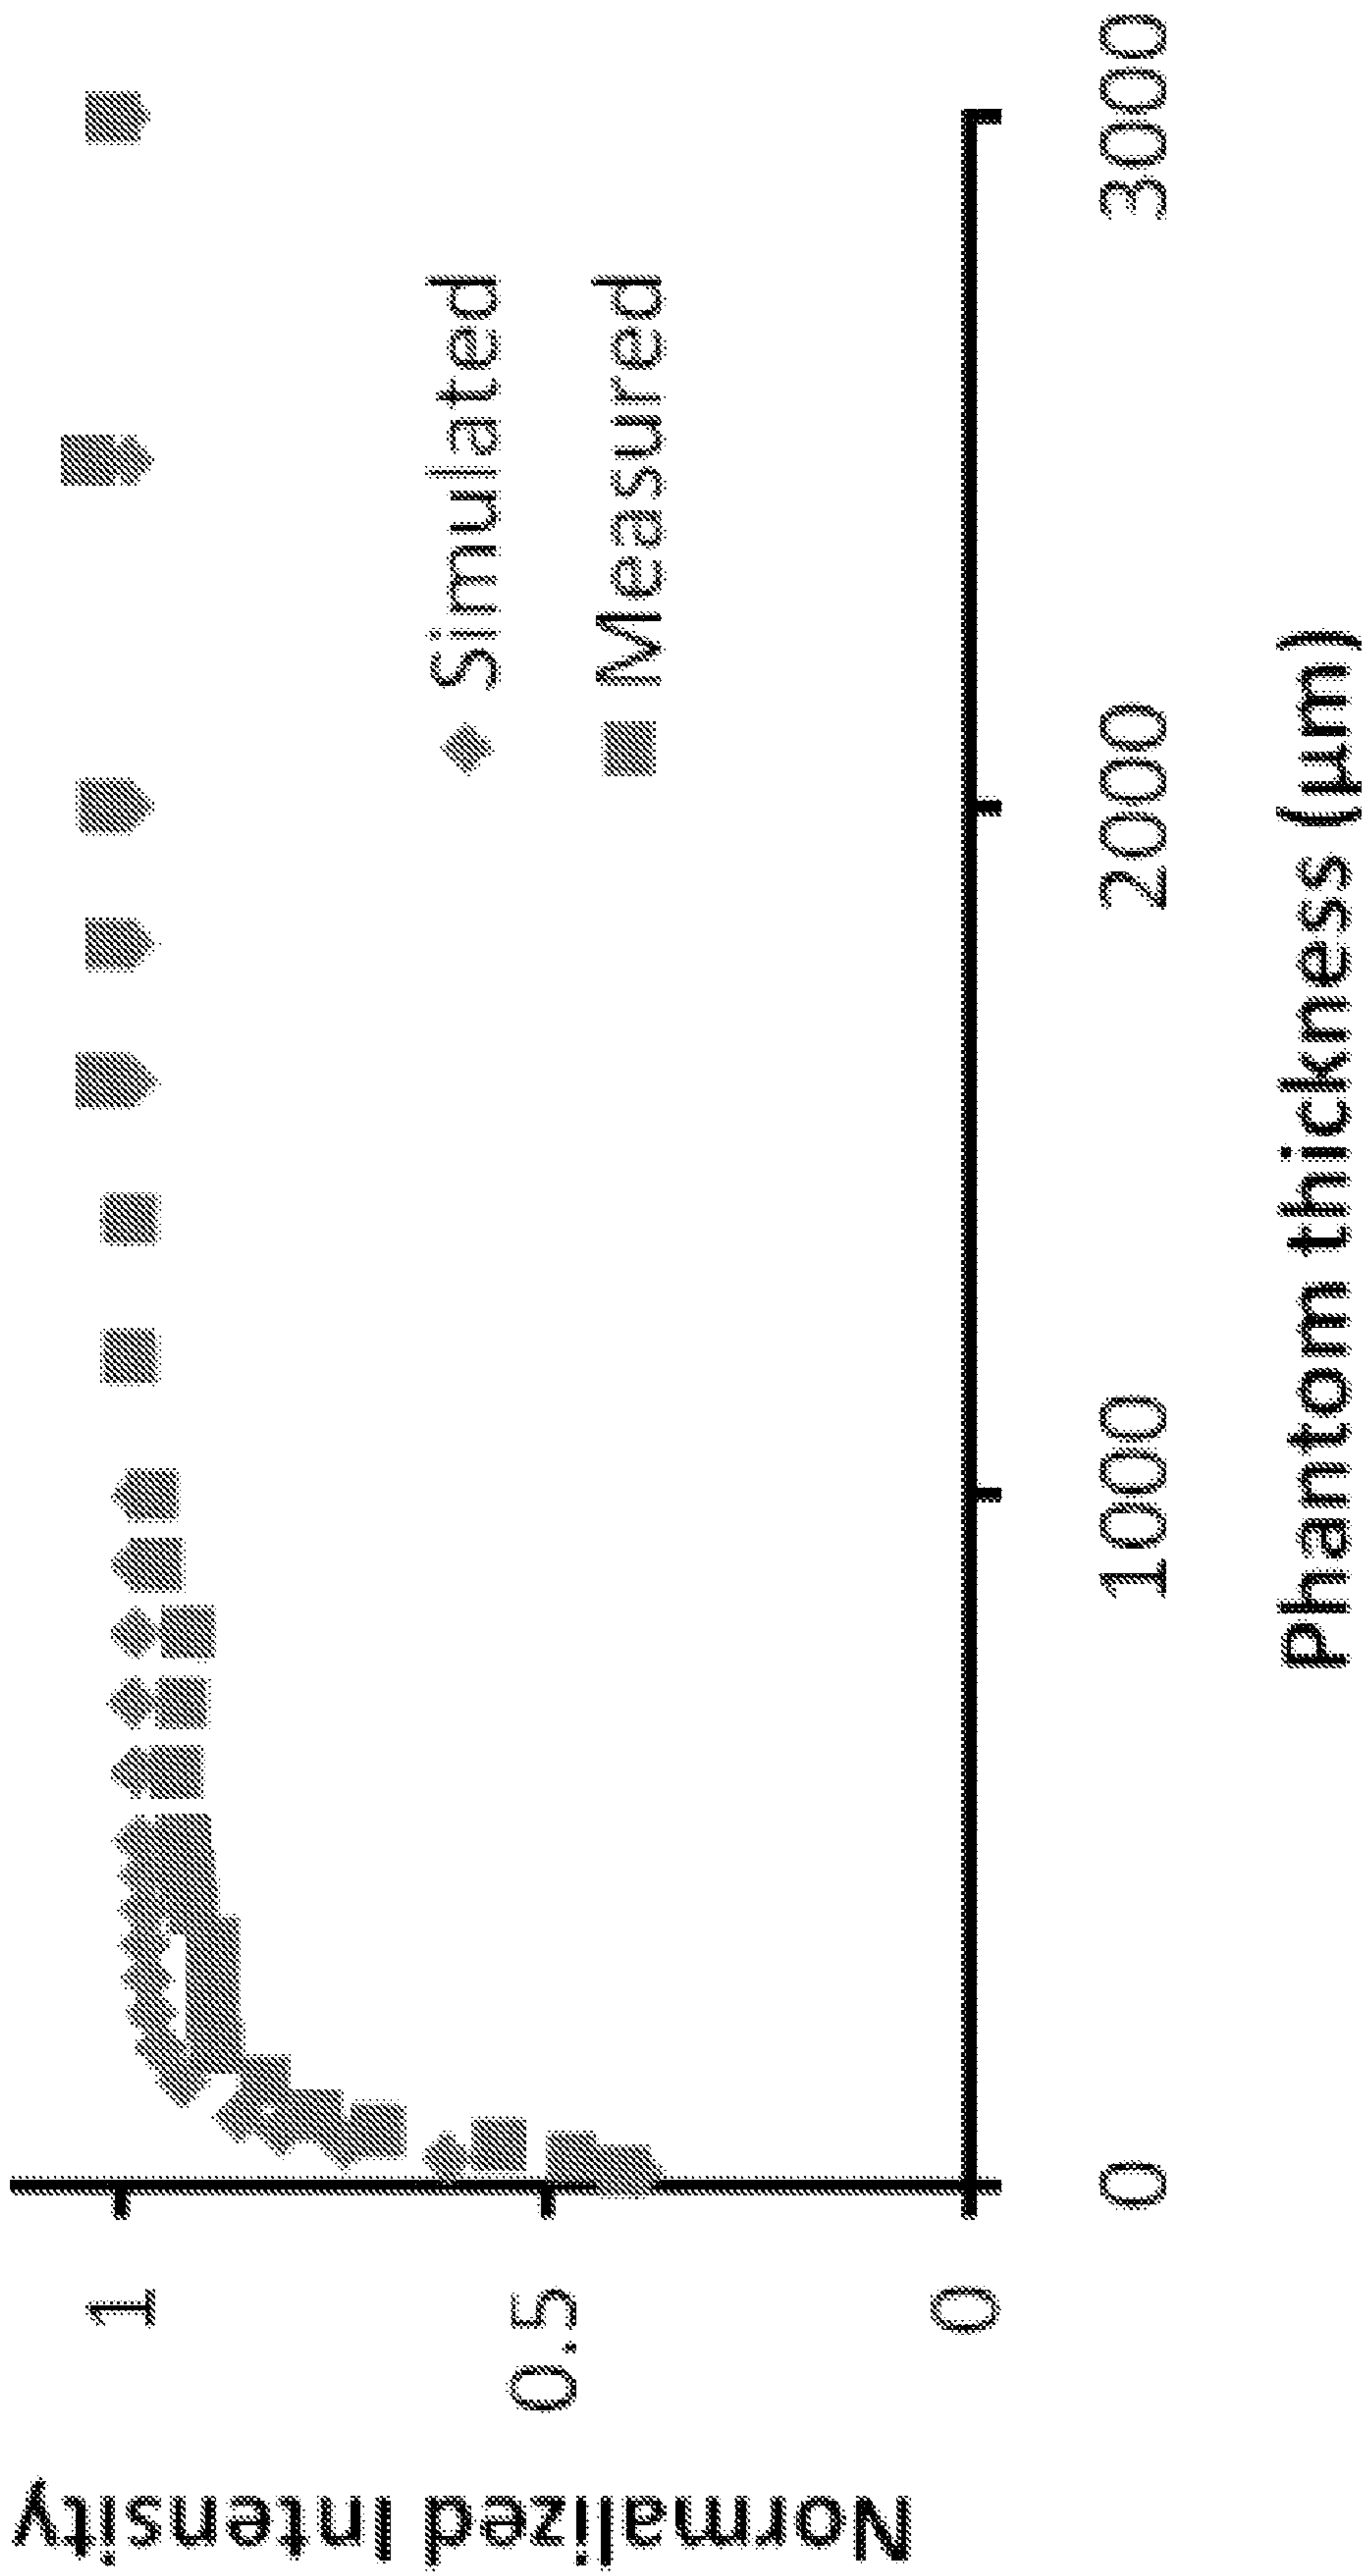 Normalized Intensity
1
0.5
0
Simulated
Measured
0
1000
2000
3000
Phantom thickness (μm)